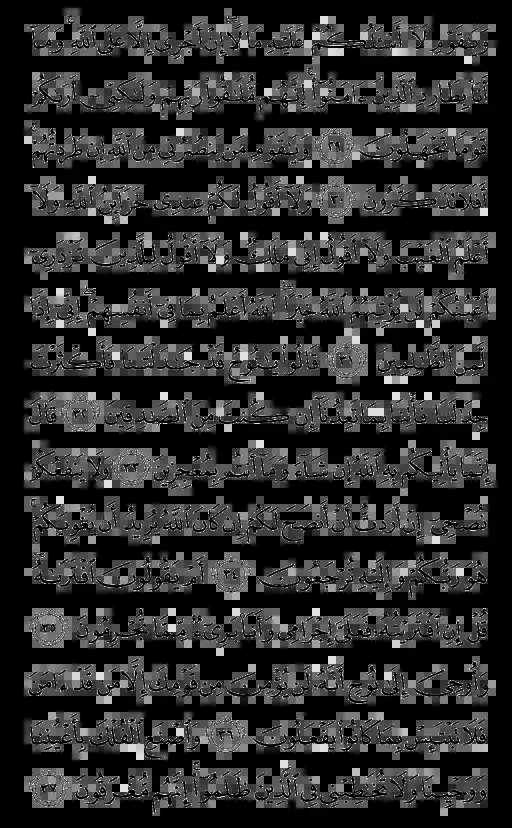 وَيَٰقَوْمِ لَآ أَسْـَٔلُكُمْ عَلَيْهِ مَالًا إِنْ أَجْرِىَ إِلَّا عَلَى ٱللَّهِ وَمَآ
أَنَا۠ بِطَارِدِ ٱلَّذِينَ ءَامَنُوٓا۟ إِنَّهُم مُّلَٰقُوا۟ رَبِّهِمْ وَلَٰكِنِّىٓ أَرَىٰكُمْ
قَوْمًا تَجْهَلُونَ ٢٩ وَيَٰقَوْمِ مَن يَنصُرُنِى مِنَ ٱللَّهِ إِن طَرَدتُّهُمْ
أَفَلَا تَذَكَّرُونَ ٣٠ وَلَآ أَقُولُ لَكُمْ عِندِى خَزَآئِنُ ٱللَّهِ وَلَآ
أَعْلَمُ ٱلْغَيْبَ وَلَآ أَقُولُ إِنِّى مَلَكٌ وَلَآ أَقُولُ لِلَّذِينَ تَزْدَرِىٓ
أَعْيُنُكُمْ لَن يُؤْتِيَهُمُ ٱللَّهُ خَيْرًا ٱللَّهُ أَعْلَمُ بِمَا فِىٓ أَنفُسِهِمْ إِنِّىٓ إِذًا
لَّمِنَ ٱلظَّٰلِمِينَ ٣١ قَالُوا۟ يَٰنُوحُ قَدْ جَٰدَلْتَنَا فَأَكْثَرْتَ
جِدَٰلَنَا فَأْتِنَا بِمَا تَعِدُنَآ إِن كُنتَ مِنَ ٱلصَّٰدِقِينَ ٣٢ قَالَ
إِنَّمَا يَأْتِيكُم بِهِ ٱللَّهُ إِن شَآءَ وَمَآ أَنتُم بِمُعْجِزِينَ ٣٣ وَلَا يَنفَعُكُمْ
نُصْحِىٓ إِنْ أَرَدتُّ أَنْ أَنصَحَ لَكُمْ إِن كَانَ ٱللَّهُ يُرِيدُ أَن يُغْوِيَكُمْ
هُوَ رَبُّكُمْ وَإِلَيْهِ تُرْجَعُونَ ٣٤ أَمْ يَقُولُونَ ٱفْتَرَىٰهُ
قُلْ إِنِ ٱفْتَرَيْتُهُۥ فَعَلَىَّ إِجْرَامِى وَأَنَا۠ بَرِىٓءٌ مِّمَّا تُجْرِمُونَ ٣٥
وَأُوحِىَ إِلَىٰ نُوحٍ أَنَّهُۥ لَن يُؤْمِنَ مِن قَوْمِكَ إِلَّا مَن قَدْ ءَامَنَ
فَلَا تَبْتَئِسْ بِمَا كَانُوا۟ يَفْعَلُونَ ٣٦ وَٱصْنَعِ ٱلْفُلْكَ بِأَعْيُنِنَا
وَوَحْيِنَا وَلَا تُخَٰطِبْنِى فِى ٱلَّذِينَ ظَلَمُوٓا۟ إِنَّهُم مُّغْرَقُونَ ٣٧